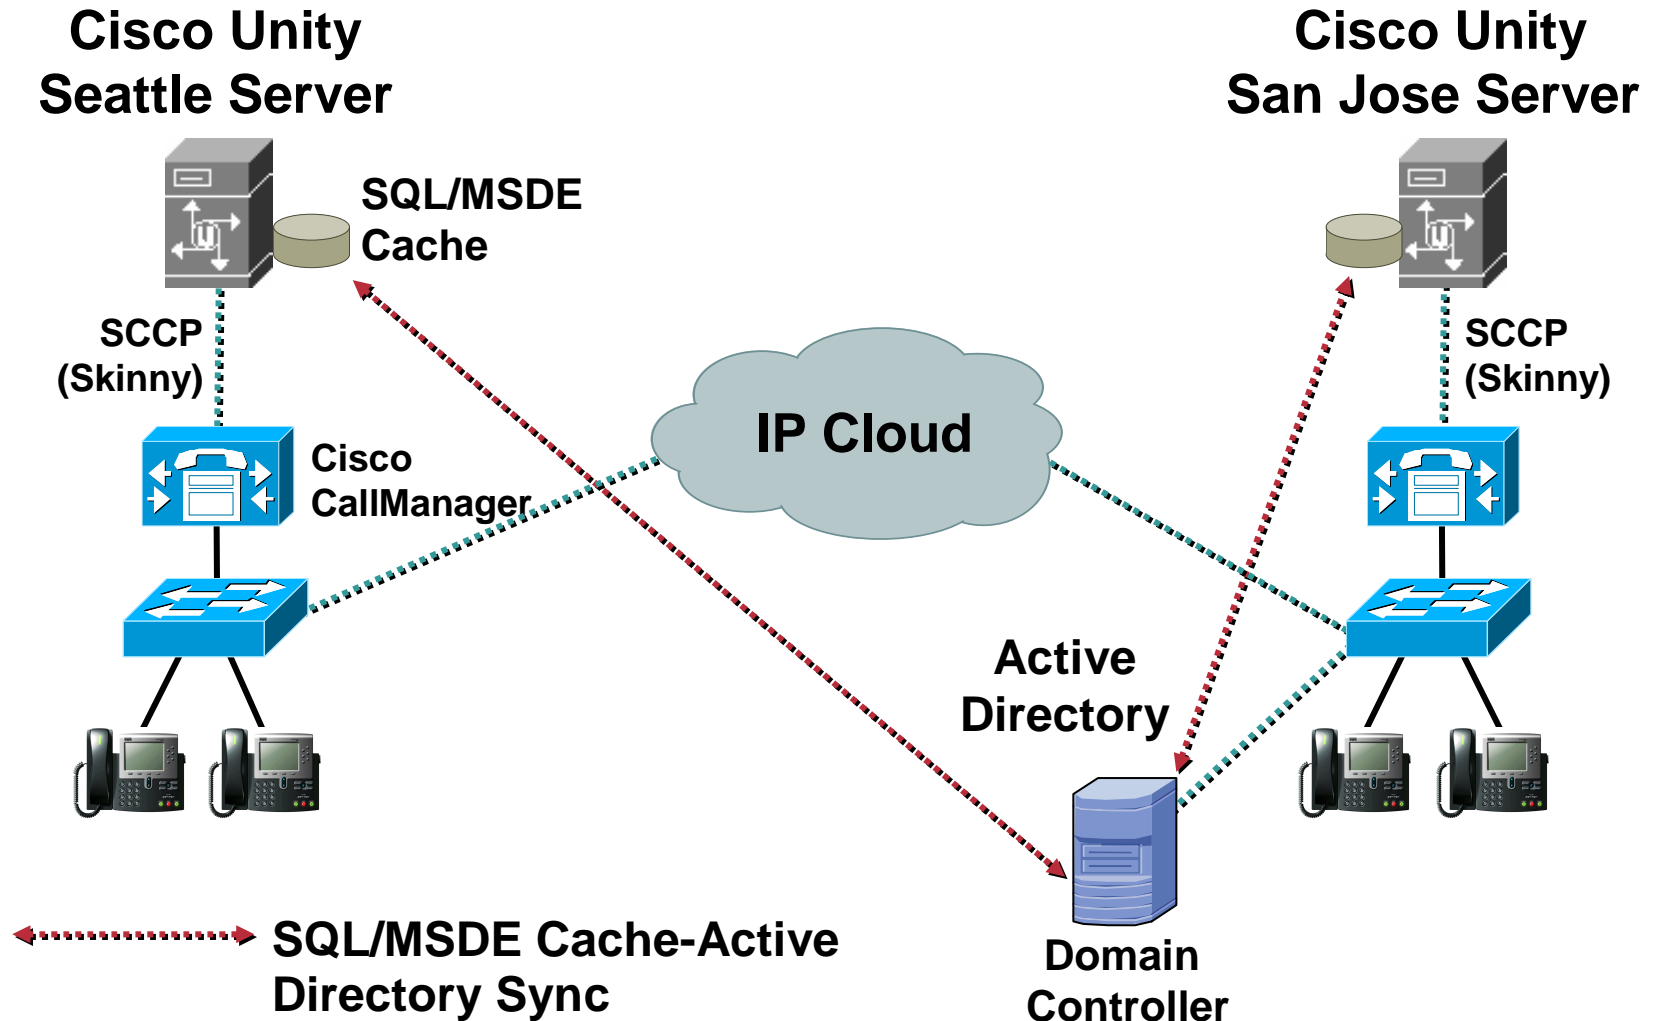 Cisco Unity
Seattle Server
Cisco Unity
San Jose Server
SQL/MSDE
Cache
SCCP
(Skinny)
SCCP
(Skinny)
IP Cloud
Cisco
CallManager
Active
Directory
Domain
Controller
SQL/MSDE Cache-Active
Directory Sync